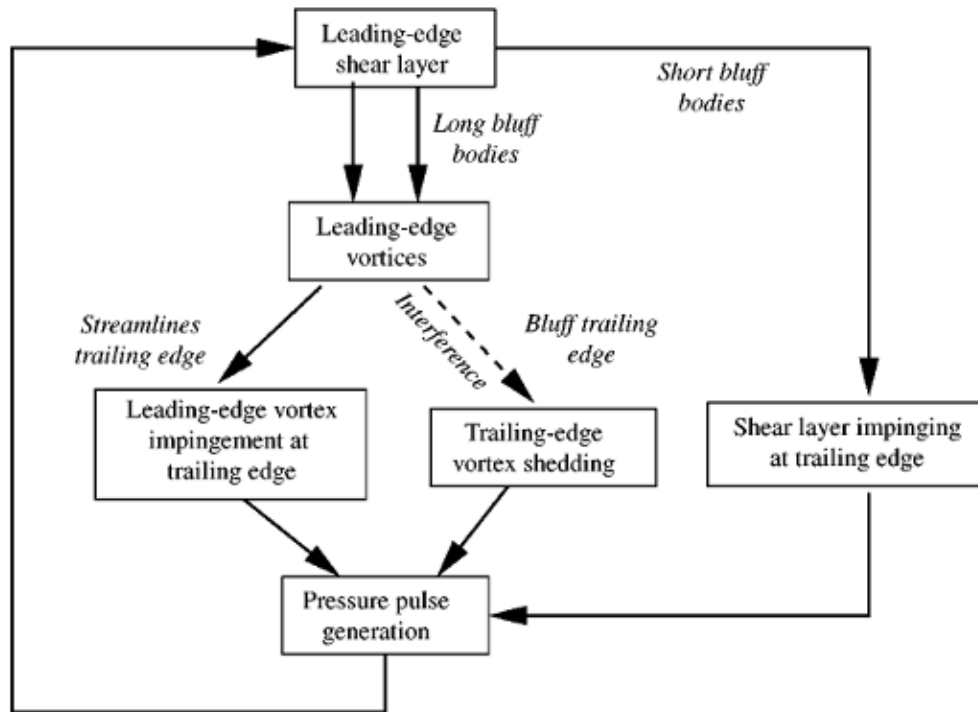 Leading-edge
shear layer
Short bluff
bodies
Long bluff
bodies
Leading-edge
vortices
Streamlines
trailing edge
Interference
Bluff trailing
edge
Leading-edge vortex
impingement at
trailing edge
Trailing-edge
vortex shedding
Shear layer impinging
at trailing edge
Pressure pulse
generation